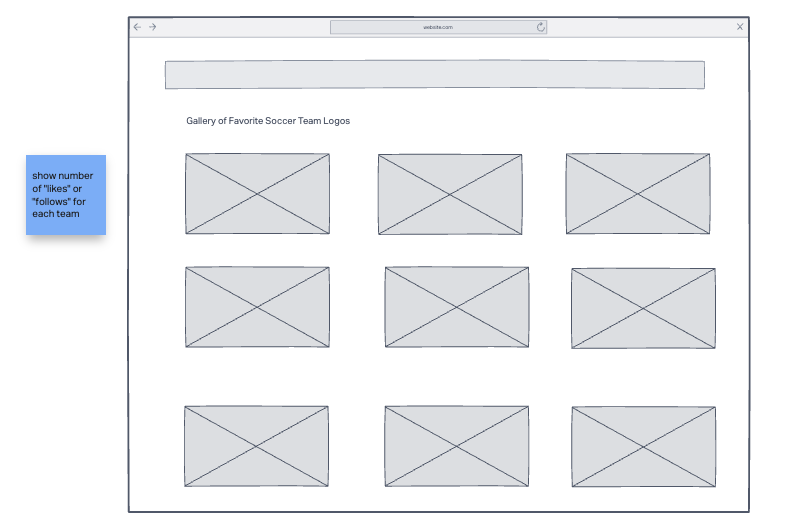 website.com
Gallery of Favorite Soccer Team Logos
show number
of "likes" or
"follows" for
each team